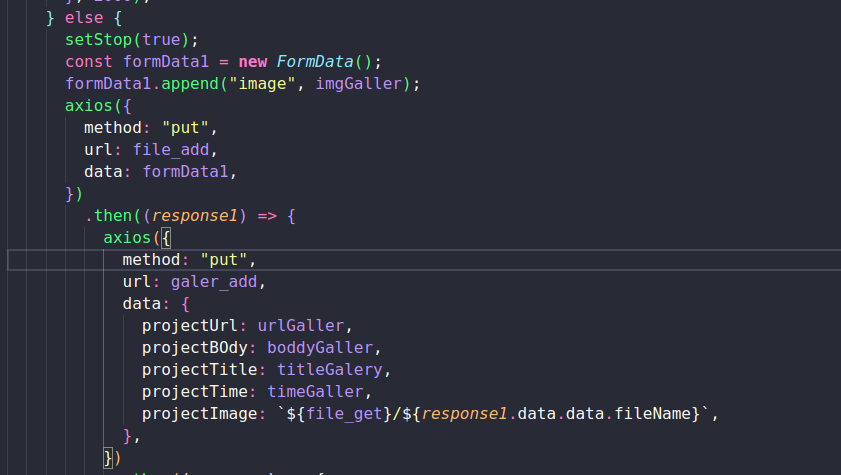 } else {
setStop(true);
const formData1 = new FormData();
formData1.append("image", imgGaller);
axios({
method: "put",
url: file_add,
data: formData1,
})
.then((response1) => {
axios({
method: "put",
url: galer_add,
data: {
projectUrl: urlGaller,
projectBOdy: boddyGaller,
projectTitle: titleGalery,
projectTime: timeGaller,
projectImage: `${file_get}/${response1.data.data.fileName}`,
},
})